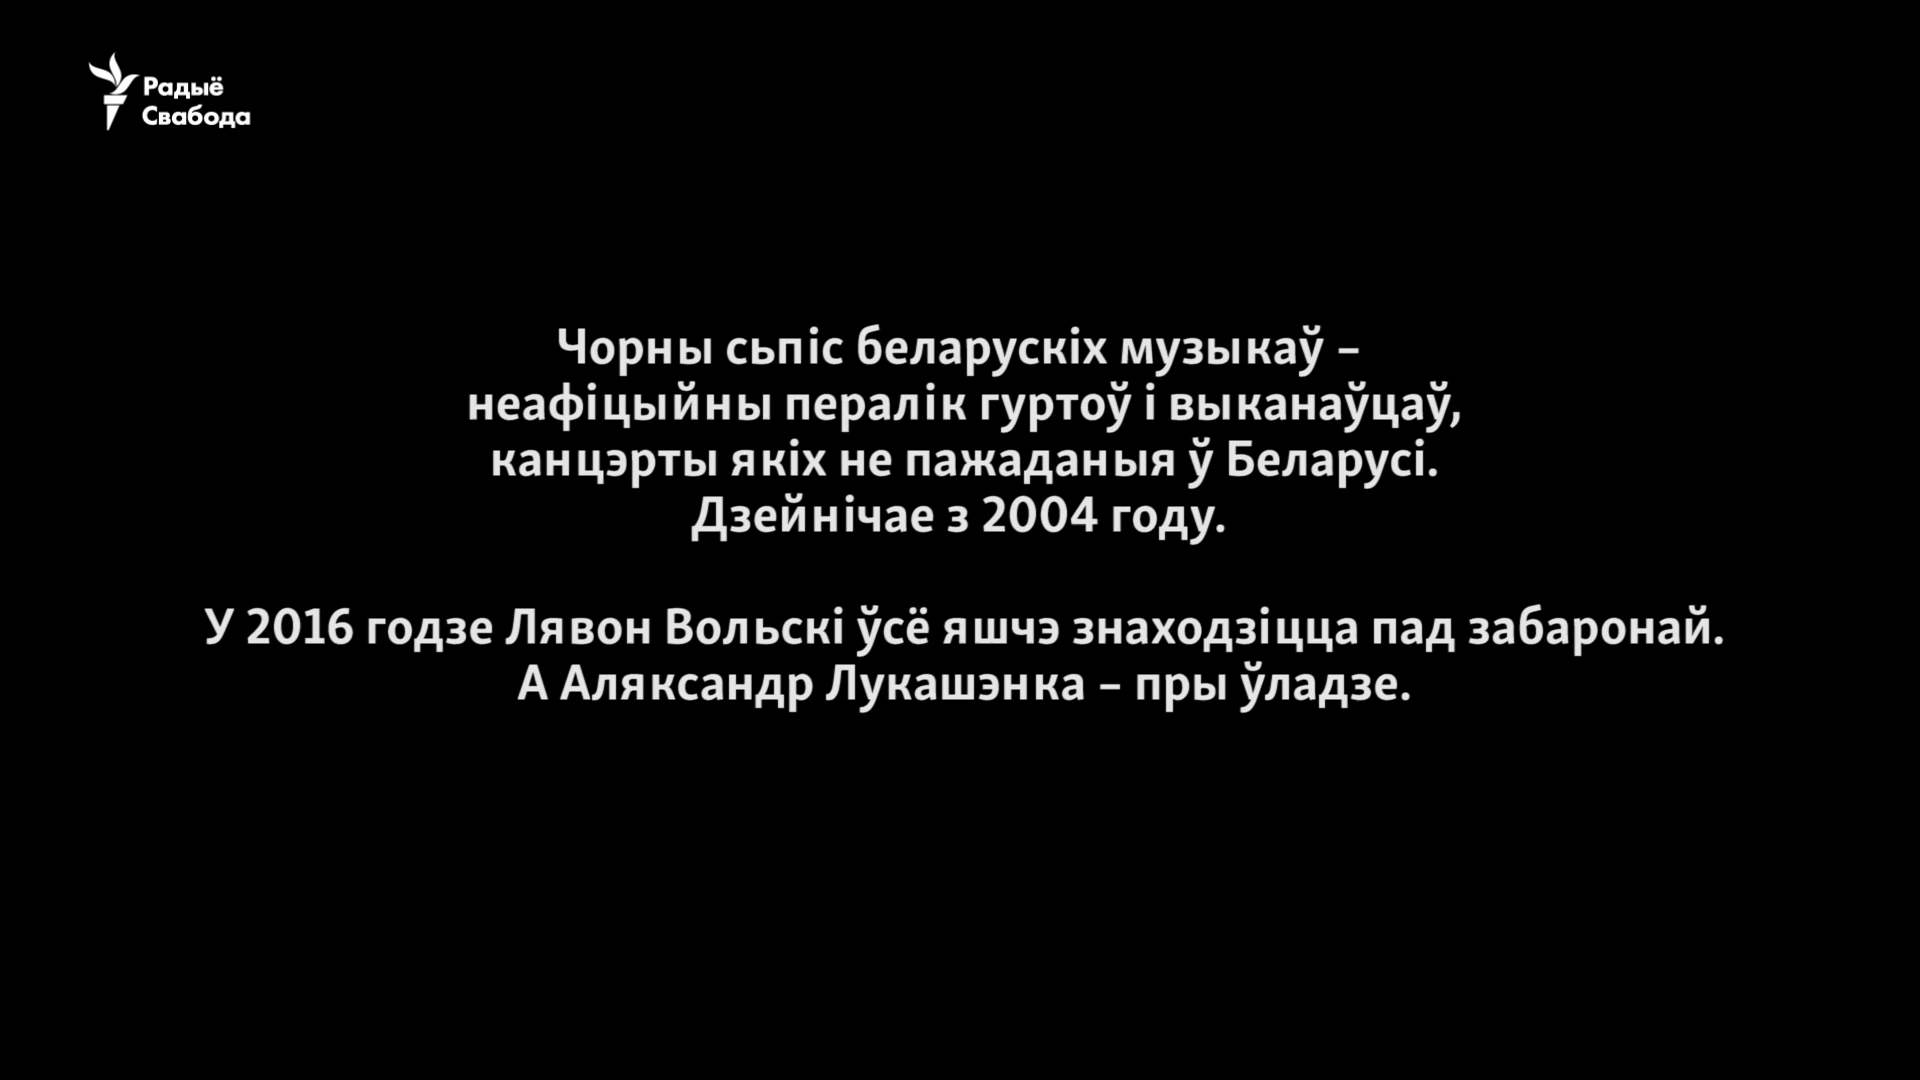 Радыё
Свабода
Чорны сьпіс беларускіх музыкаў –
неафіцыйны пералік гуртоў і выканаўцаў,
канцэрты якіх не пажаданыя ў Беларусі.
Дзейнічае з 2004 году.
У 2016 годзе Лявон Вольскі ўсё яшчэ знаходзіцца пад забаронай.
А Аляксандр Лукашэнка – пры ўладзе.